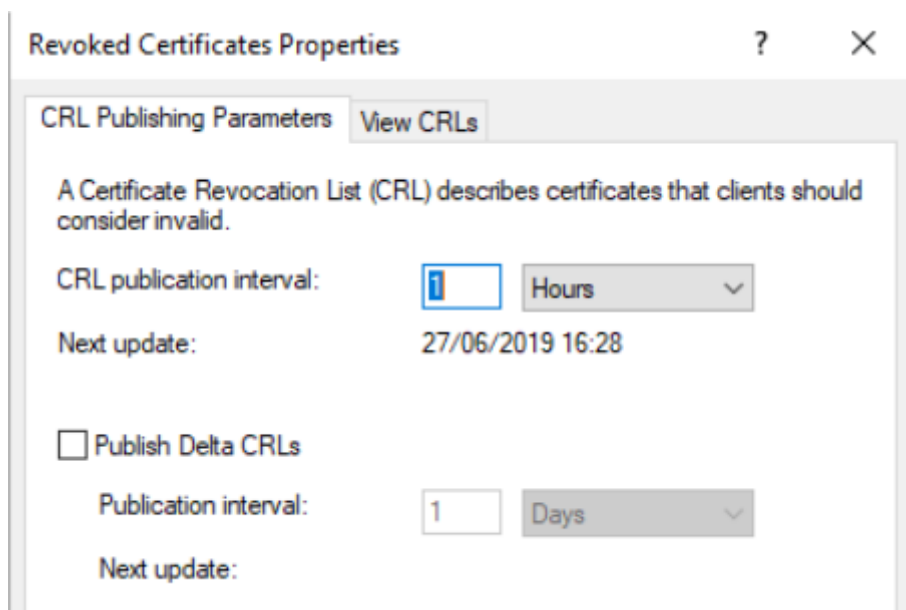 Revoked Certificates Properties ? ×
CRL Publishing Parameters View CRLs
A Certificate Revocation List (CRL) describes certificates that clients should
consider invalid.
CRL publication interval: 1 Hours
Next update: 27/06/2019 16:28
Publish Delta CRLs
Publication interval: 1 Days
Next update: